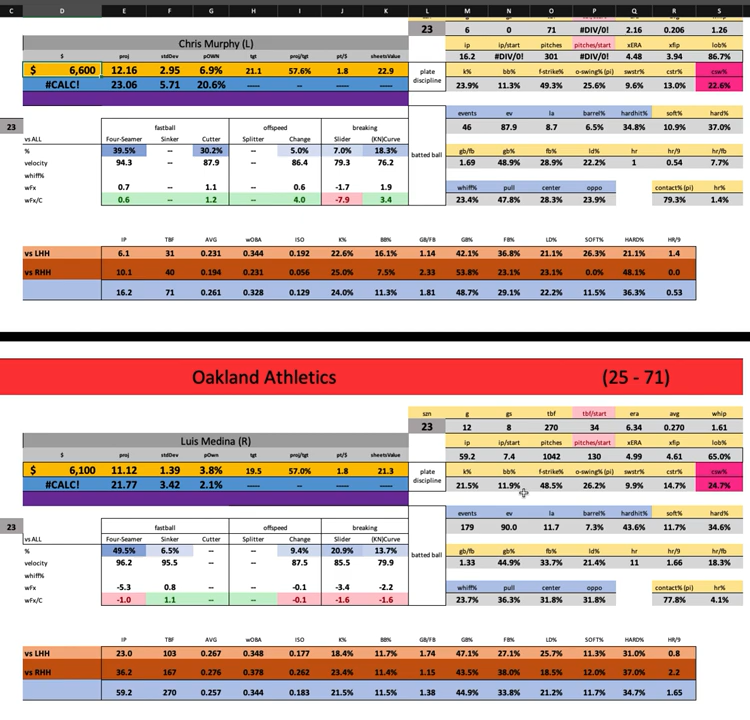 C D E F G H I J K L M N O P Q R S
23 6 0 71 #DIV/0! 2.16 0.206 1.26
Chris Murphy (L) ip ip/start pitches pitches/start xERA xfip lob%
$ proj stdDev pOWN tgt proj/tgt pt/$ sheetsValue 16.2 #DIV/0! 301 #DIV/0! 4.48 3.94 86.7%
$ 6,600 12.16 2.95 6.9% 21.1 57.6% 1.8 22.9 plate discipline k% bb% f-strike% o-swing% (pi) swstr% cstr% csw%
#CALC! 23.06 5.71 20.6% ---- -- ---- 23.9% 11.3% 49.3% 25.6% 9.6% 13.0% 22.6%
events ev la barrel% hardhit% soft% hard%
23 fastball offspeed breaking batted ball 46 87.9 8.7 6.5% 34.8% 10.9% 37.0%
vs ALL Four-Seamer Sinker Cutter Splitter Change Slider (KN)Curve
% 39.5% -- 30.2% -- 5.0% 7.0% 18.3% gb/fb gb% fb% ld% hr hr/9 hr/fb
velocity 94.3 -- 87.9 -- 86.4 79.3 76.2 1.69 48.9% 28.9% 22.2% 1 0.54 7.7%
whiff%
wFx 0.7 -- 1.1 -- 0.6 -1.7 1.9 whiff% pull center oppo contact% (pi) hr%
wFx/C 0.6 -- 1.2 -- 4.0 -7.9 3.4 23.4% 47.8% 28.3% 23.9% 79.3% 1.4%
IP TBF AVG wOBA ISO K% BB% GB/FB GB% FB% LD% SOFT% HARD% HR/9
vs LHH 6.1 31 0.231 0.344 0.192 22.6% 16.1% 1.14 42.1% 36.8% 21.1% 26.3% 21.1% 1.4
vs RHH 10.1 40 0.194 0.231 0.056 25.0% 7.5% 2.33 53.8% 23.1% 23.1% 0.0% 48.1% 0.0
16.2 71 0.261 0.328 0.129 24.0% 11.3% 1.81 48.7% 29.1% 22.2% 11.5% 36.3% 0.53
Oakland Athletics (25 - 71)
szn g gs tbf tbf/start era avg whip
23 12 8 270 34 6.34 0.270 1.61
Luis Medina (R) ip ip/start pitches pitches/start xERA xfip lob%
$ proj stdDev pOwn tgt proj/tgt pt/$ sheetsValue 59.2 7.4 1042 130 4.99 4.61 65.0%
$ 6,100 11.12 1.39 3.8% 19.5 57.0% 1.8 21.3 plate discipline k% bb% f-strike% o-swing% (pi) swstr% cstr% csw%
#CALC! 21.77 3.42 2.1% ---- -- ---- 21.5% 11.9% 48.5% 26.2% 9.9% 14.7% 24.7%
events ev la barrel% hardhit% soft% hard%
23 fastball offspeed breaking batted ball 179 90.0 11.7 7.3% 43.6% 11.7% 34.6%
vs ALL Four-Seamer Sinker Cutter Splitter Change Slider (KN)Curve
% 49.5% 6.5% -- -- 9.4% 20.9% 13.7% gb/fb gb% fb% ld% hr hr/9 hr/fb
velocity 96.2 95.5 -- -- 87.5 85.5 79.9 1.33 44.9% 33.7% 21.4% 11 1.66 18.3%
whiff%
wFx -5.3 0.8 -- -- -0.1 -3.4 -2.2 whiff% pull center oppo contact% (pi) hr%
wFx/C -1.0 1.1 -- -- -0.1 -1.6 -1.6 23.7% 36.3% 31.8% 31.8% 77.8% 4.1%
IP TBF AVG wOBA ISO K% BB% GB/FB GB% FB% LD% SOFT% HARD% HR/9
vs LHH 23.0 103 0.267 0.348 0.177 18.4% 11.7% 1.74 47.1% 27.1% 25.7% 11.3% 31.0% 0.8
vs RHH 36.2 167 0.276 0.378 0.262 23.4% 11.4% 1.15 43.5% 38.0% 18.5% 12.0% 37.0% 2.2
59.2 270 0.257 0.344 0.183 21.5% 11.5% 1.38 44.9% 33.8% 21.2% 11.7% 34.7% 1.65